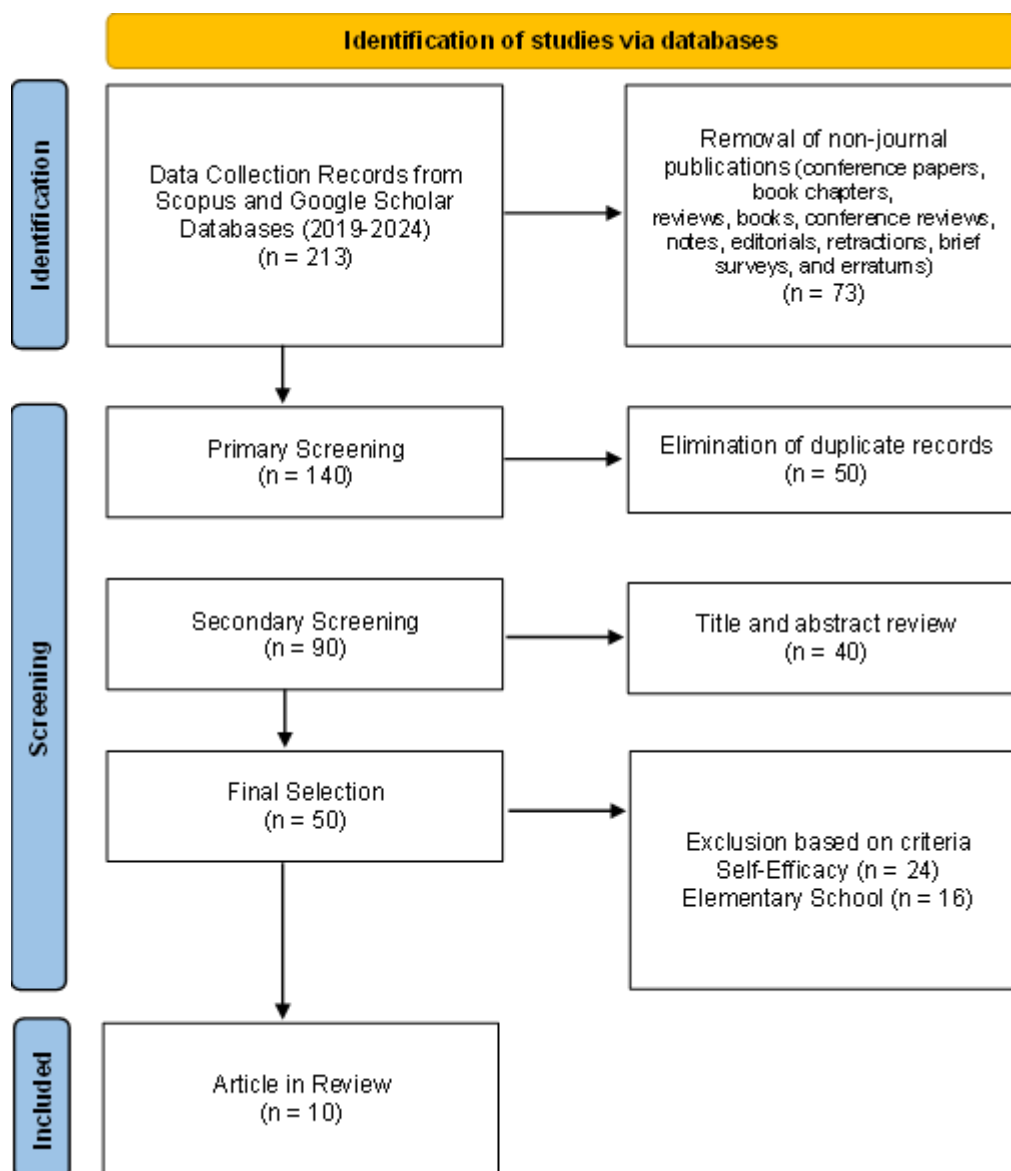 Identification of studies via databases
Identification
Data Collection Records from
Scopus and Google Scholar
Databases (2019-2024)
(n = 213)
Removal of non-journal
publications (conference papers,
book chapters,
reviews, books, conference reviews,
notes, editorials, retractions, brief
surveys, and erratums)
(n = 73)
Screening
Primary Screening
(n = 140)
Elimination of duplicate records
(n = 50)
Secondary Screening
(n = 90)
Title and abstract review
(n = 40)
Final Selection
(n = 50)
Exclusion based on criteria
Self-Efficacy (n = 24)
Elementary School (n = 16)
Included
Article in Review
(n = 10)